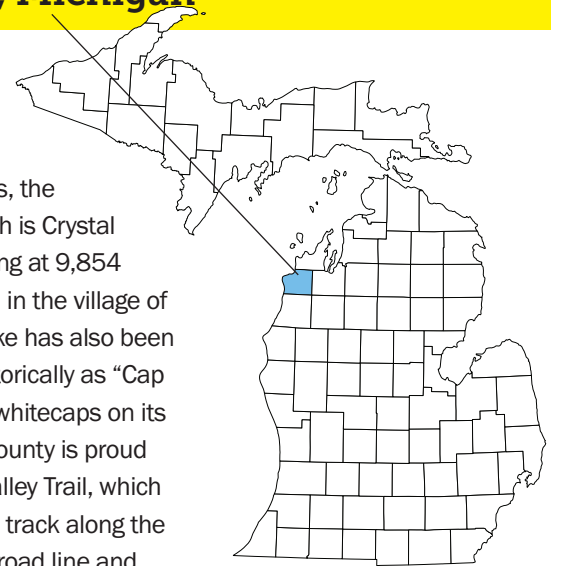 Michigan
s, the
h is Crystal
ng at 9,854
in the village of
ke has also been
torically as “Cap
whitecaps on its
ounty is proud
alley Trail, which
track along the
road line and